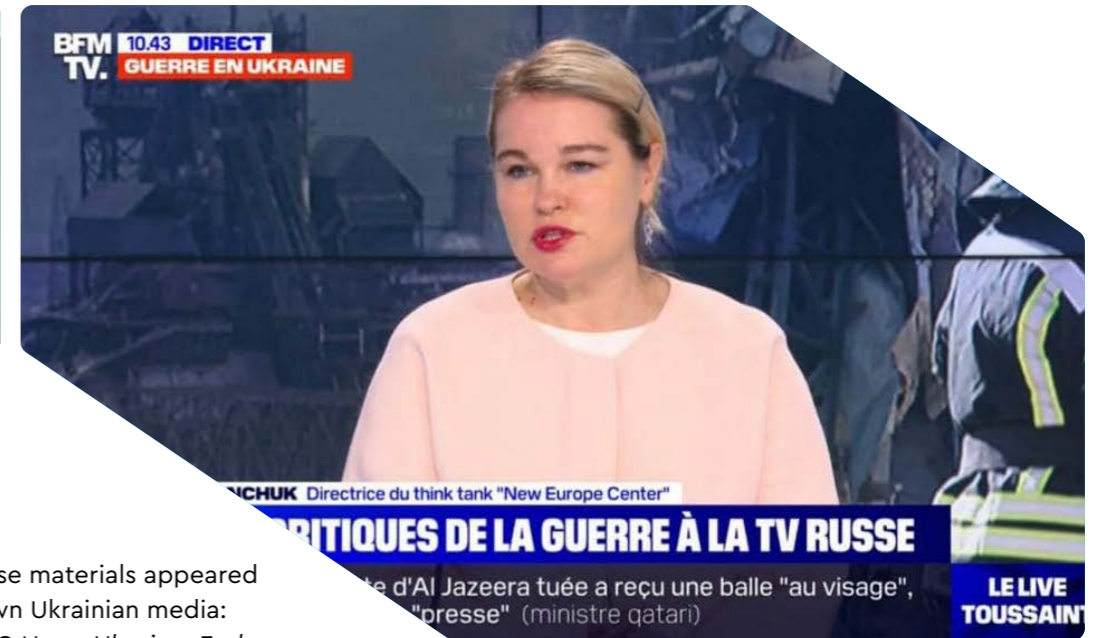 BFM 10.43 DIRECT
TV. GUERRE EN UKRAINE
NCHUK Directrice du think tank "New Europe Center"
RITIQUES DE LA GUERRE À LA TV RUSSE
te d'Al Jazeera tuée a reçu une balle "au visage",
"presse" (ministre qatari)
LE LIVE
TOUSSAINT
se materials appeared
wn Ukrainian media: